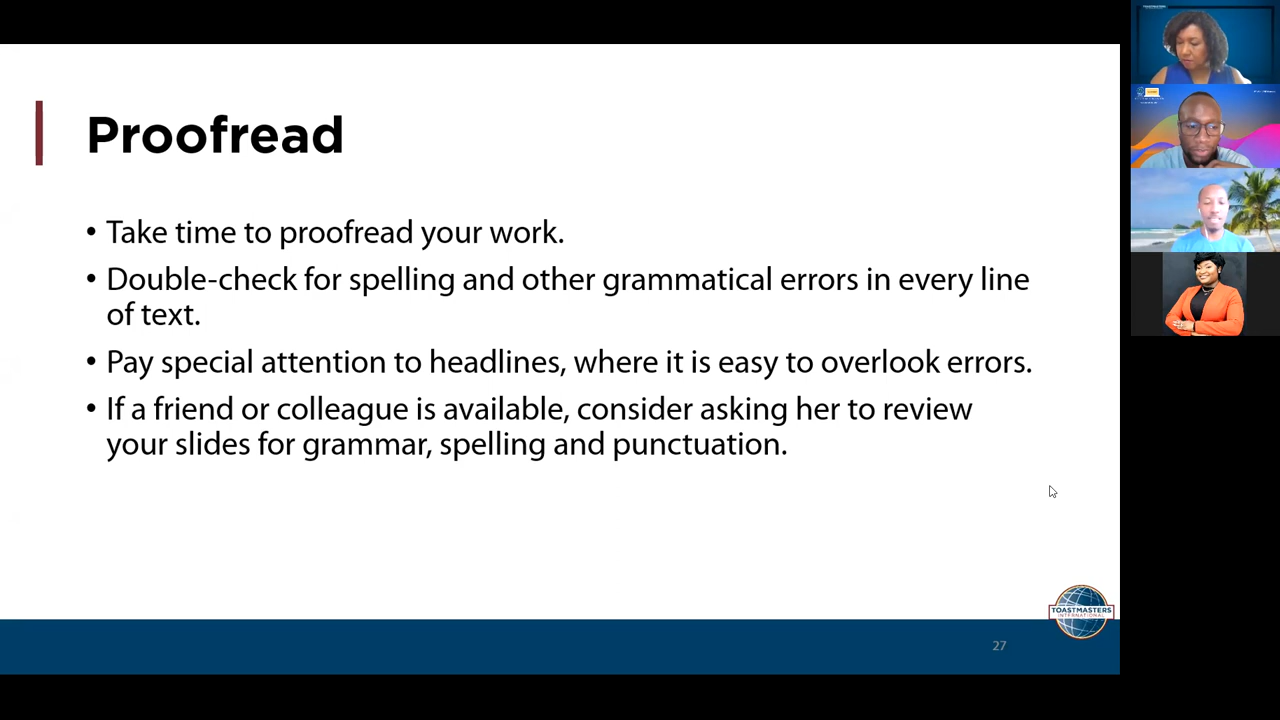 Proofread
• Take time to proofread your work.
• Double-check for spelling and other grammatical errors in every line
of text.
• Pay special attention to headlines, where it is easy to overlook errors.
• If a friend or colleague is available, consider asking her to review
your slides for grammar, spelling and punctuation.
TOASTMASTERS
INTERNATIONAL
27
TOASTMASTERS